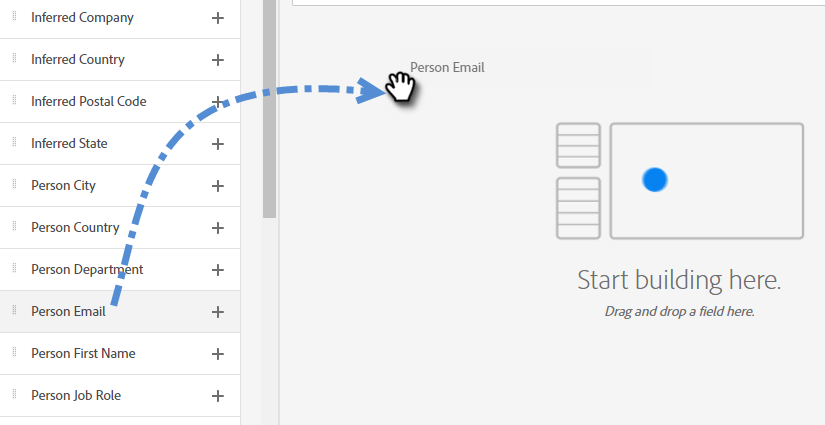 Inferred Company
Inferred Country
Inferred Postal Code
Inferred State
Person City
Person Country
Person Department
Person Email
Person First Name
Person Job Role
Person Email
Start building here.
Drag and drop a field here.